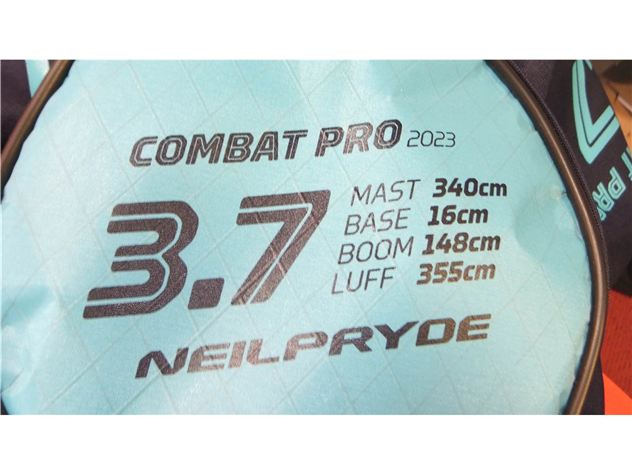 COMBAT PRO 2023
3.7
MAST 340cm
BASE 16cm
BOOM 148cm
LUFF 355cm
NEILPRYDE